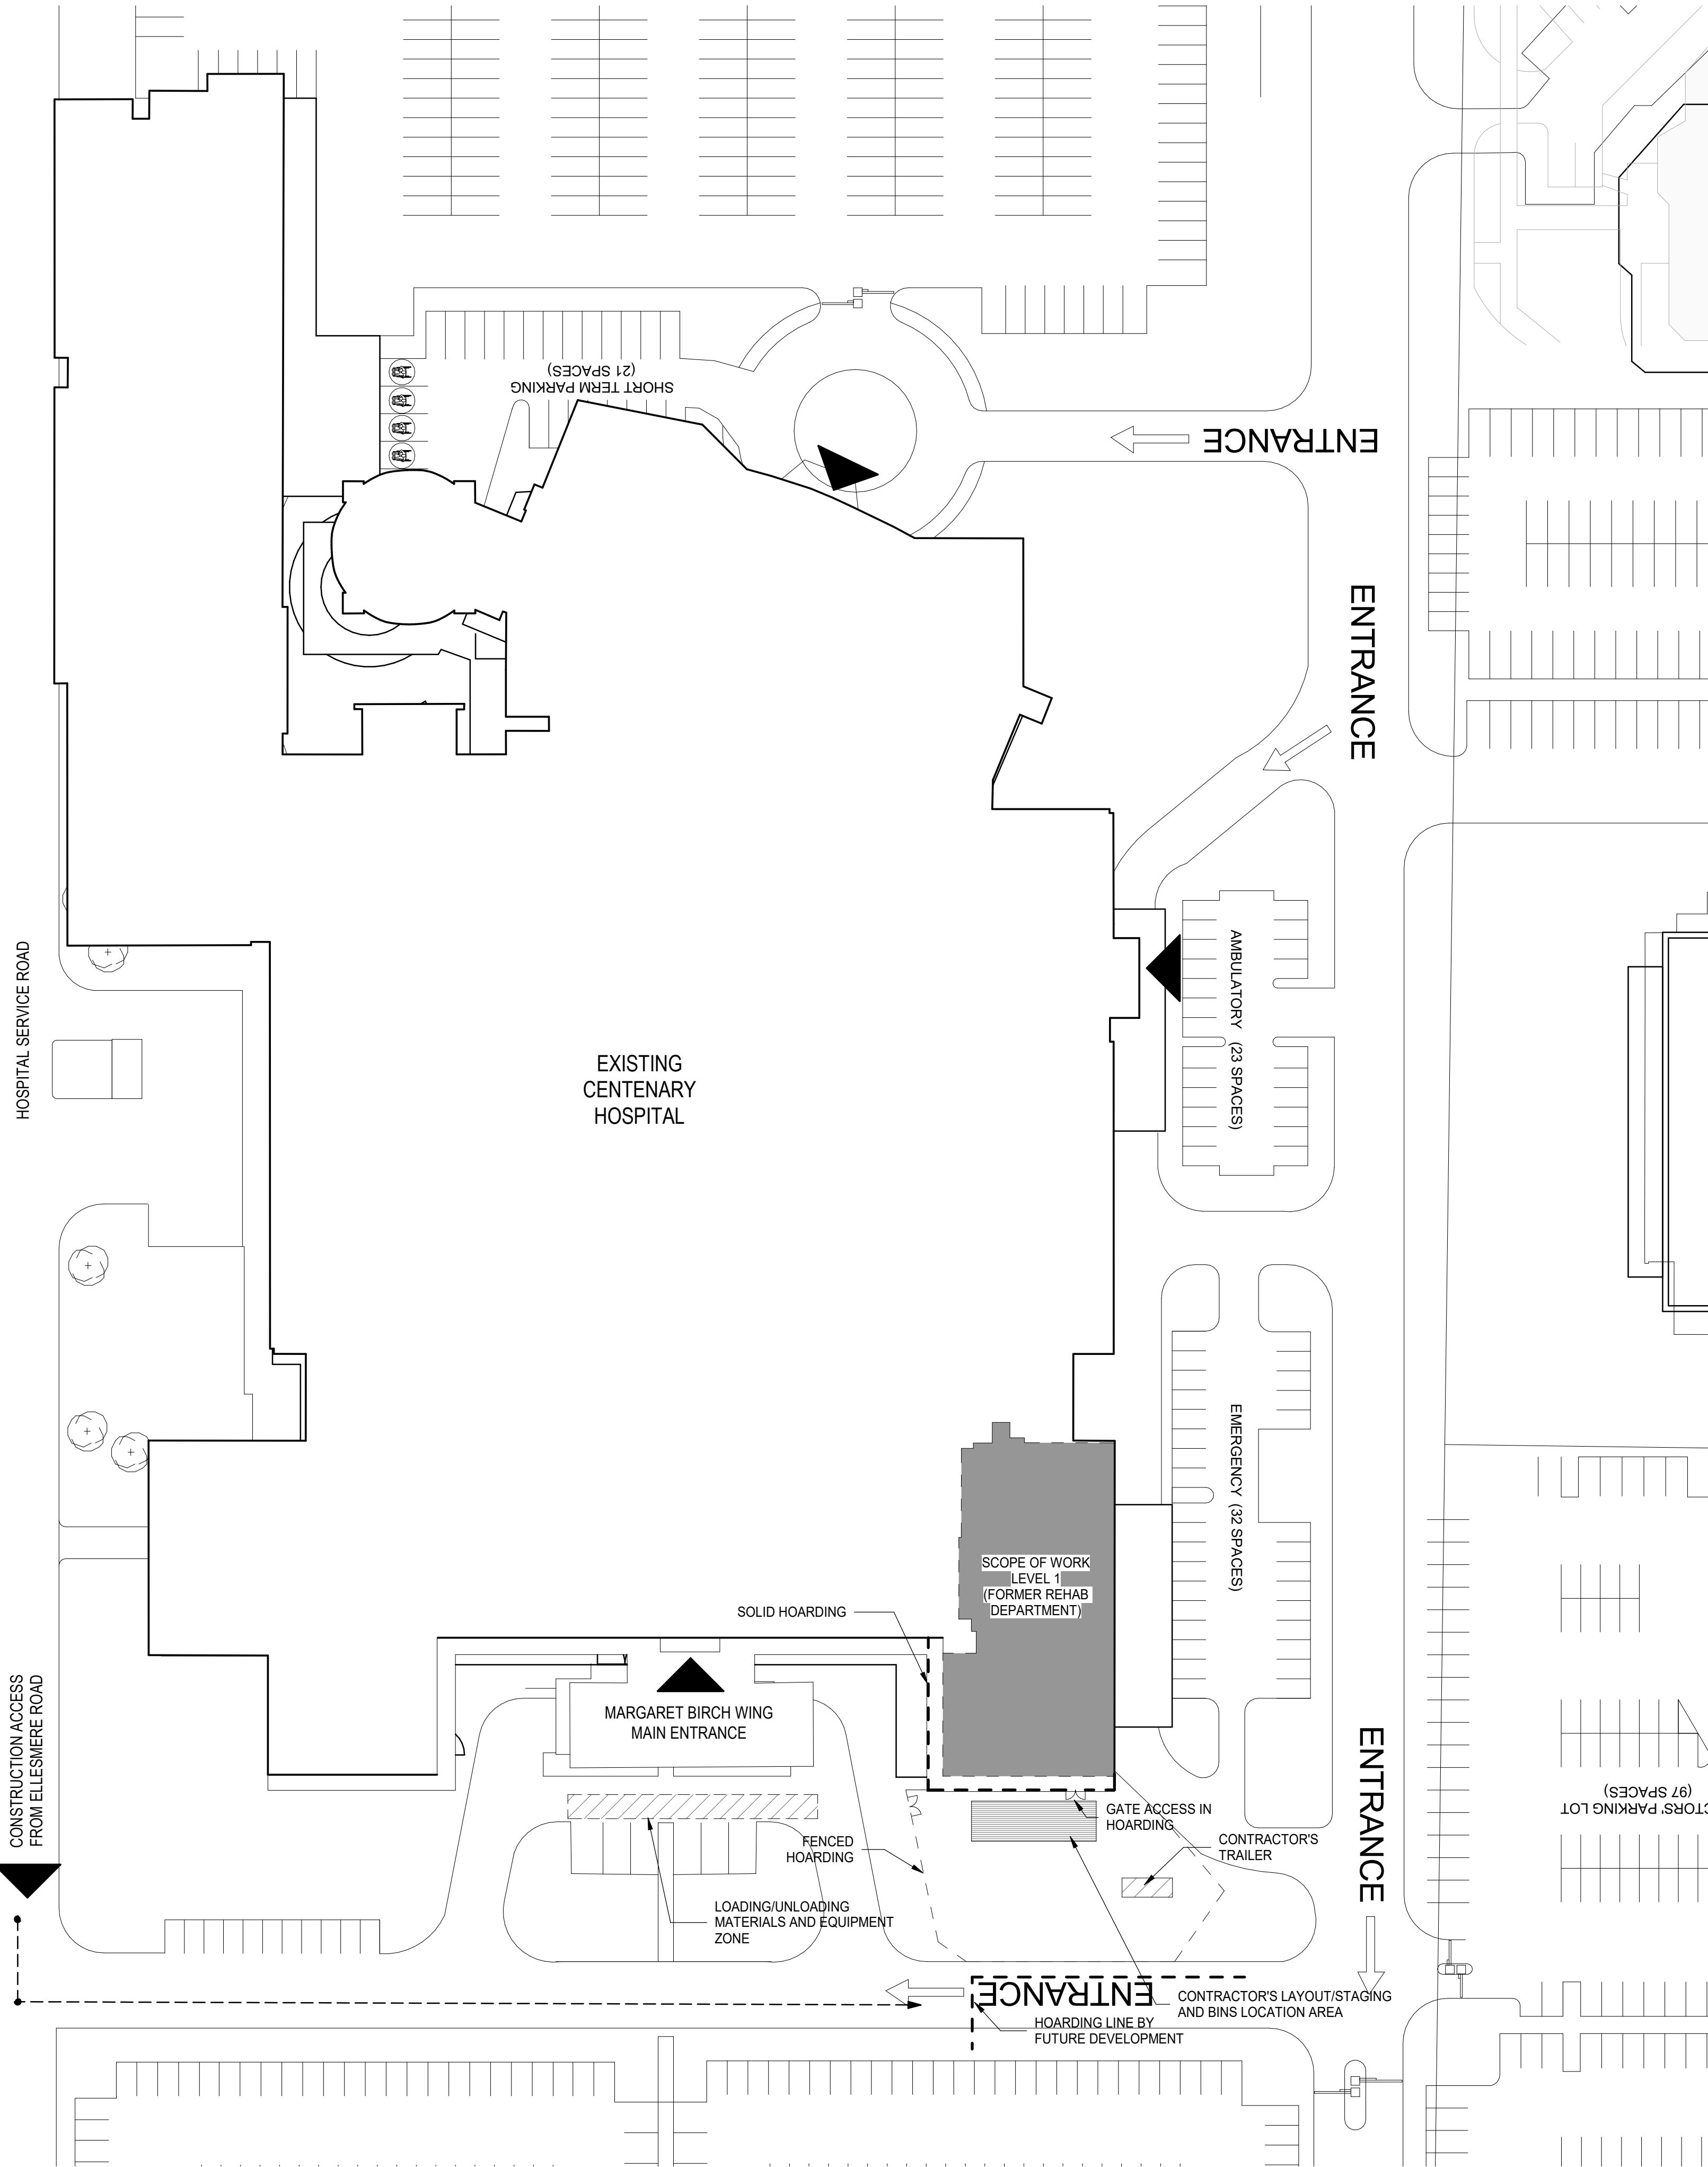 SHORT TERM PARKING
(21 SPACES)
ENTRANCE
ENTRANCE
HOSPITAL SERVICE ROAD
AMBULATORY (23 SPACES)
EXISTING
CENTENARY
HOSPITAL
EMERGENCY (32 SPACES)
SCOPE OF WORK
LEVEL 1
(FORMER REHAB
DEPARTMENT)
SOLID HOARDING
CONSTRUCTION ACCESS
FROM ELLESMERE ROAD
MARGARET BIRCH WING
MAIN ENTRANCE
ENTRANCE
TORS' PARKING LOT
(97 SPACES)
GATE ACCESS IN
HOARDING
FENCED
HOARDING
CONTRACTOR'S
TRAILER
LOADING/UNLOADING
MATERIALS AND EQUIPMENT
ZONE
ENTRANCE
CONTRACTOR'S LAYOUT/STAGING
AND BINS LOCATION AREA
HOARDING LINE BY
FUTURE DEVELOPMENT